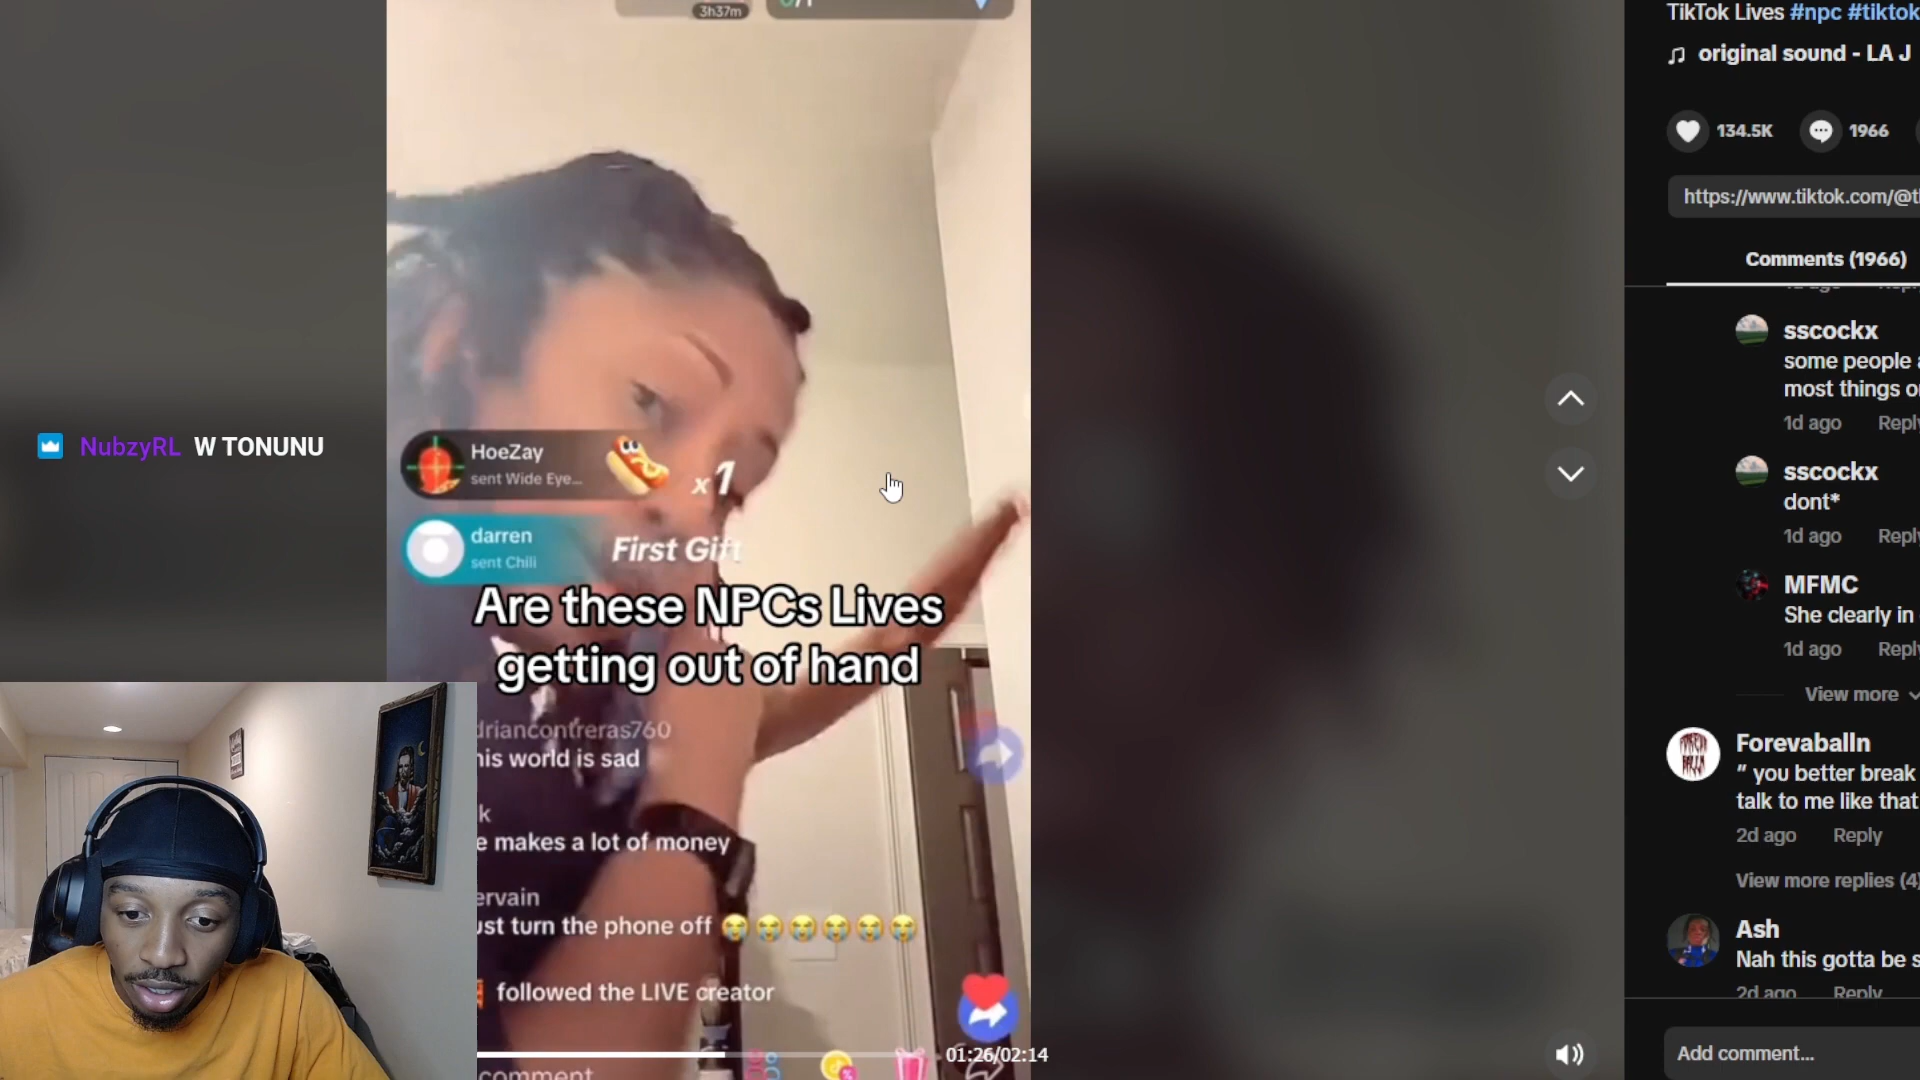 3h37m
TikTok Lives #npc #tiktok
original sound - LA J
134.5K
1966
https://www.tiktok.com/@t
Comments (1966)
sscockx
some people
most things
1d ago Reply
sscockx
dont*
1d ago Reply
MFMC
She clearly in
1d ago Reply
View more
Forevaballn
" you better break
talk to me like that
2d ago Reply
View more replies (4)
Ash
Nah this gotta be s
2d ago Reply
Add comment...
NubzyRL W TONUNU
HoeZay
sent Wide Eye...
x1
darren
sent Chili
First Gift
Are these NPCs Lives
getting out of hand
driancontreras760
his world is sad
k
e makes a lot of money
ervain
ust turn the phone off 😭😭😭😭😭😭
followed the LIVE creator
01:26/02:14
comment